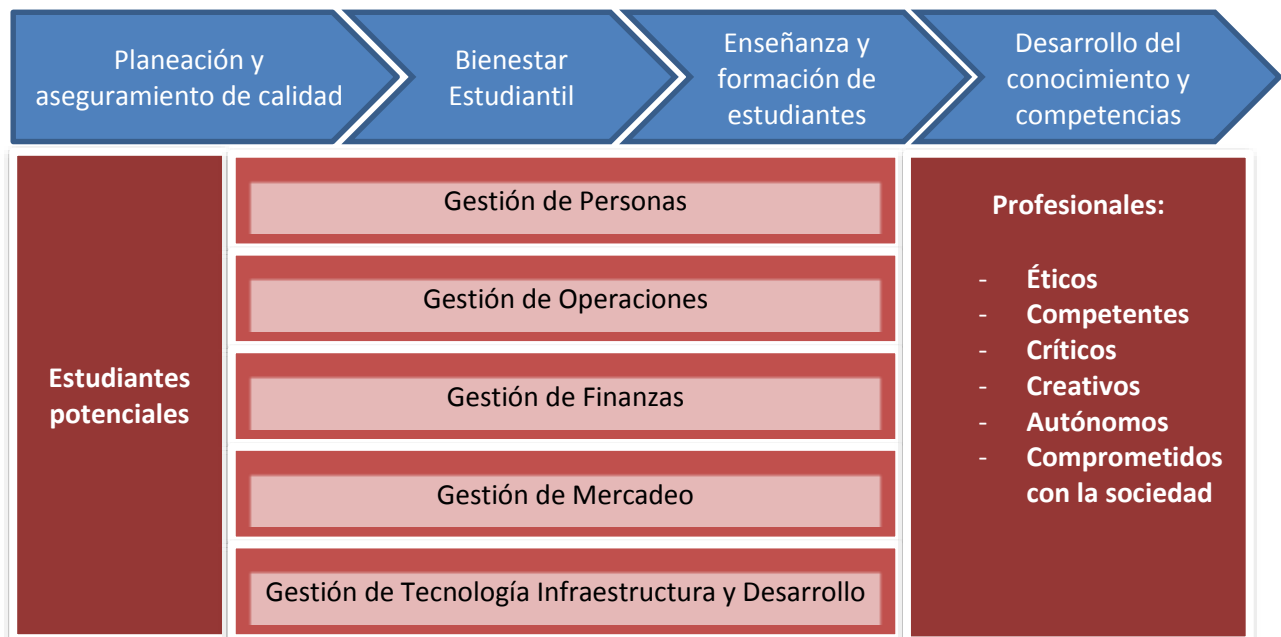 Planeación y
aseguramiento de calidad
Bienestar
Estudiantil
Enseñanza y
formación de
estudiantes
Desarrollo del
conocimiento y
competencias
Estudiantes
potenciales
Gestión de Personas
Gestión de Operaciones
Gestión de Finanzas
Gestión de Mercadeo
Gestión de Tecnología Infraestructura y Desarrollo
Profesionales:
- Éticos
- Competentes
- Críticos
- Creativos
- Autónomos
- Comprometidos
con la sociedad